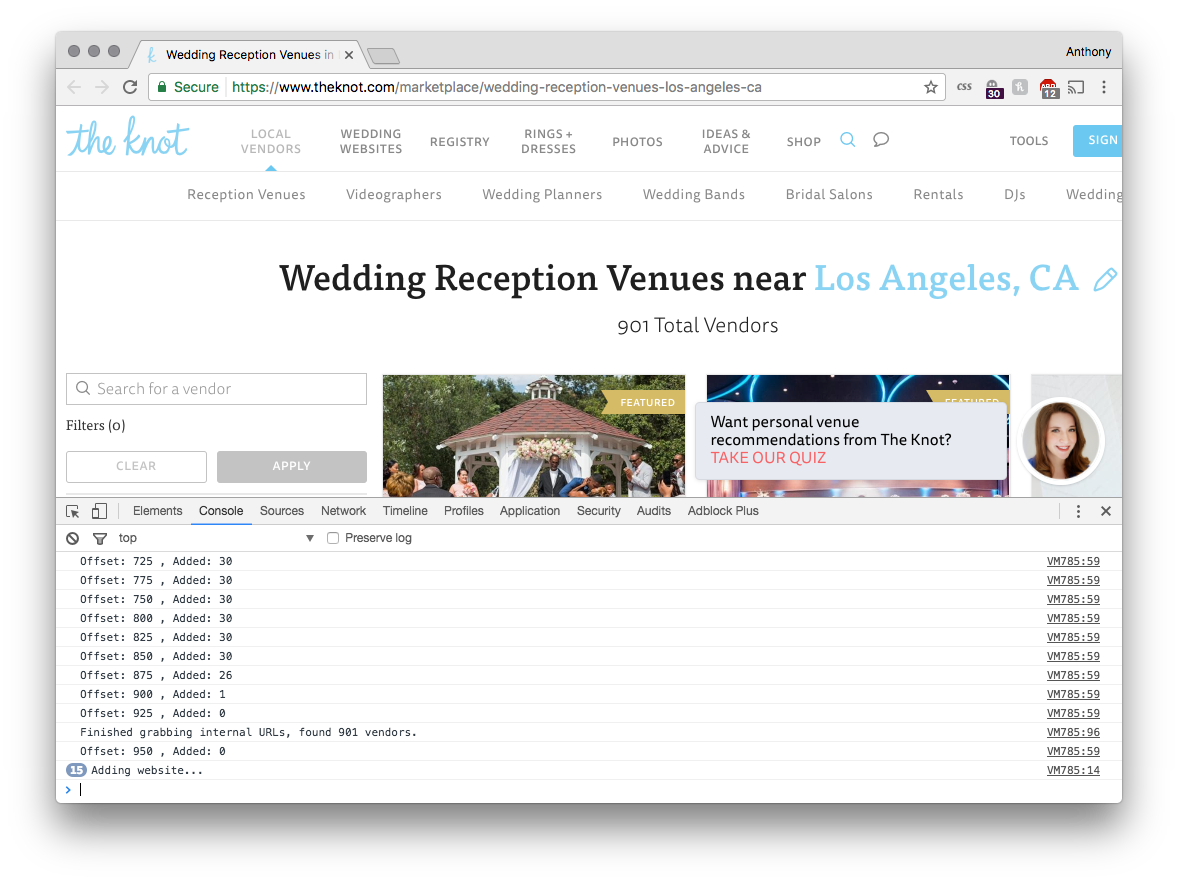 Wedding Reception Venues in
Anthony
Secure https://www.theknot.com/marketplace/wedding-reception-venues-los-angeles-ca
css
30
12
the knot
LOCAL
VENDORS
WEDDING
WEBSITES
REGISTRY
RINGS +
DRESSES
PHOTOS
IDEAS &
ADVICE
SHOP
TOOLS
SIGN
Reception Venues Videographers Wedding Planners Wedding Bands Bridal Salons Rentals DJs Wedding
Wedding Reception Venues near Los Angeles, CA
901 Total Vendors
Search for a vendor
Filters (0)
CLEAR APPLY
FEATURED
FEATURED
Want personal venue
recommendations from The Knot?
TAKE OUR QUIZ
Elements Console Sources Network Timeline Profiles Application Security Audits Adblock Plus
top Preserve log
Offset: 725 , Added: 30 VM785:59
Offset: 775 , Added: 30 VM785:59
Offset: 750 , Added: 30 VM785:59
Offset: 800 , Added: 30 VM785:59
Offset: 825 , Added: 30 VM785:59
Offset: 850 , Added: 30 VM785:59
Offset: 875 , Added: 26 VM785:59
Offset: 900 , Added: 1 VM785:59
Offset: 925 , Added: 0 VM785:59
Finished grabbing internal URLs, found 901 vendors. VM785:96
Offset: 950 , Added: 0 VM785:59
15 Adding website... VM785:14